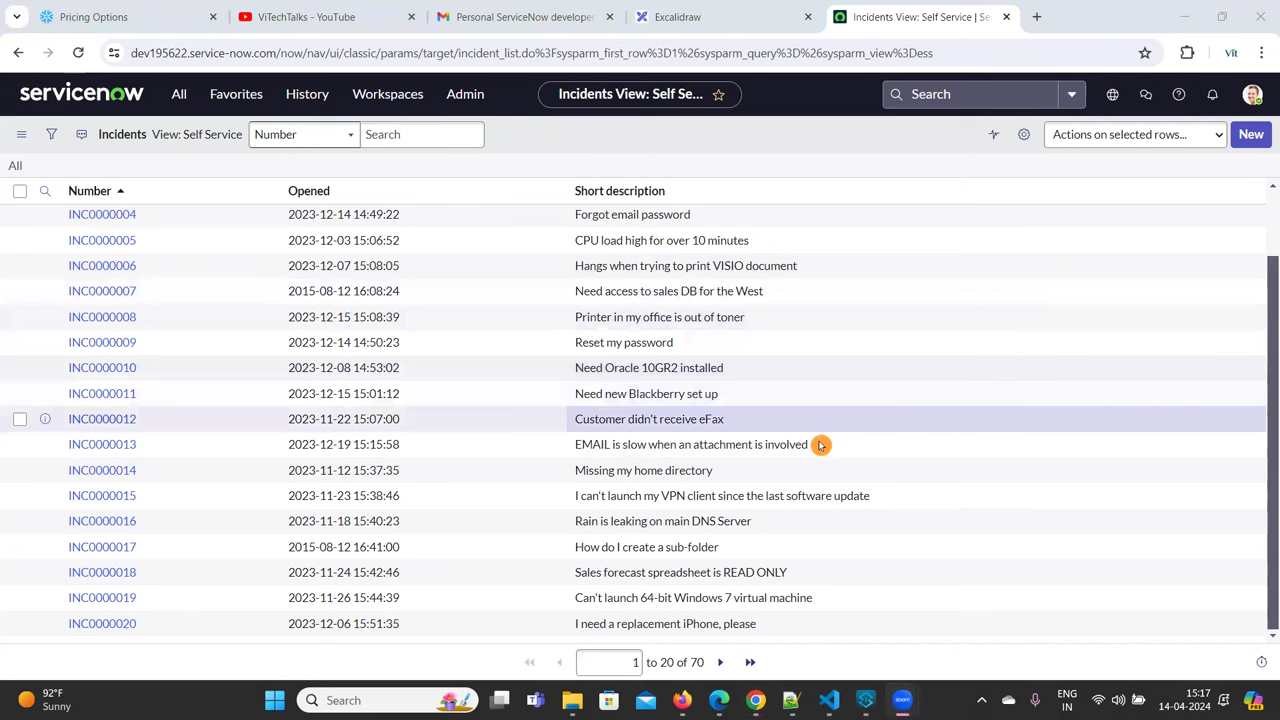 Pricing Options
ViTechTalks - YouTube
Personal ServiceNow developer
Excalidraw
Incidents View: Self Service | Se
dev195622.service-now.com/now/nav/ui/classic/params/target/incident_list.do%3Fsysparm_first_row%3D1%26sysparm_query%3D%26sysparm_view%3Dess
Vít
servicenow
All
Favorites
History
Workspaces
Admin
Incidents View: Self Se...
Search
Incidents View: Self Service
Number
Search
Actions on selected rows...
New
All
Number Opened Short description
INC0000004 2023-12-14 14:49:22 Forgot email password
INC0000005 2023-12-03 15:06:52 CPU load high for over 10 minutes
INC0000006 2023-12-07 15:08:05 Hangs when trying to print VISIO document
INC0000007 2015-08-12 16:08:24 Need access to sales DB for the West
INC0000008 2023-12-15 15:08:39 Printer in my office is out of toner
INC0000009 2023-12-14 14:50:23 Reset my password
INC0000010 2023-12-08 14:53:02 Need Oracle 10GR2 installed
INC0000011 2023-12-15 15:01:12 Need new Blackberry set up
INC0000012 2023-11-22 15:07:00 Customer didn't receive eFax
INC0000013 2023-12-19 15:15:58 EMAIL is slow when an attachment is involved
INC0000014 2023-11-12 15:37:35 Missing my home directory
INC0000015 2023-11-23 15:38:46 I can't launch my VPN client since the last software update
INC0000016 2023-11-18 15:40:23 Rain is leaking on main DNS Server
INC0000017 2015-08-12 16:41:00 How do I create a sub-folder
INC0000018 2023-11-24 15:42:46 Sales forecast spreadsheet is READ ONLY
INC0000019 2023-11-26 15:44:39 Can't launch 64-bit Windows 7 virtual machine
INC0000020 2023-12-06 15:51:35 I need a replacement iPhone, please
1 to 20 of 70
92°F
Sunny
Search
zoom
ENG
IN
15:17
14-04-2024